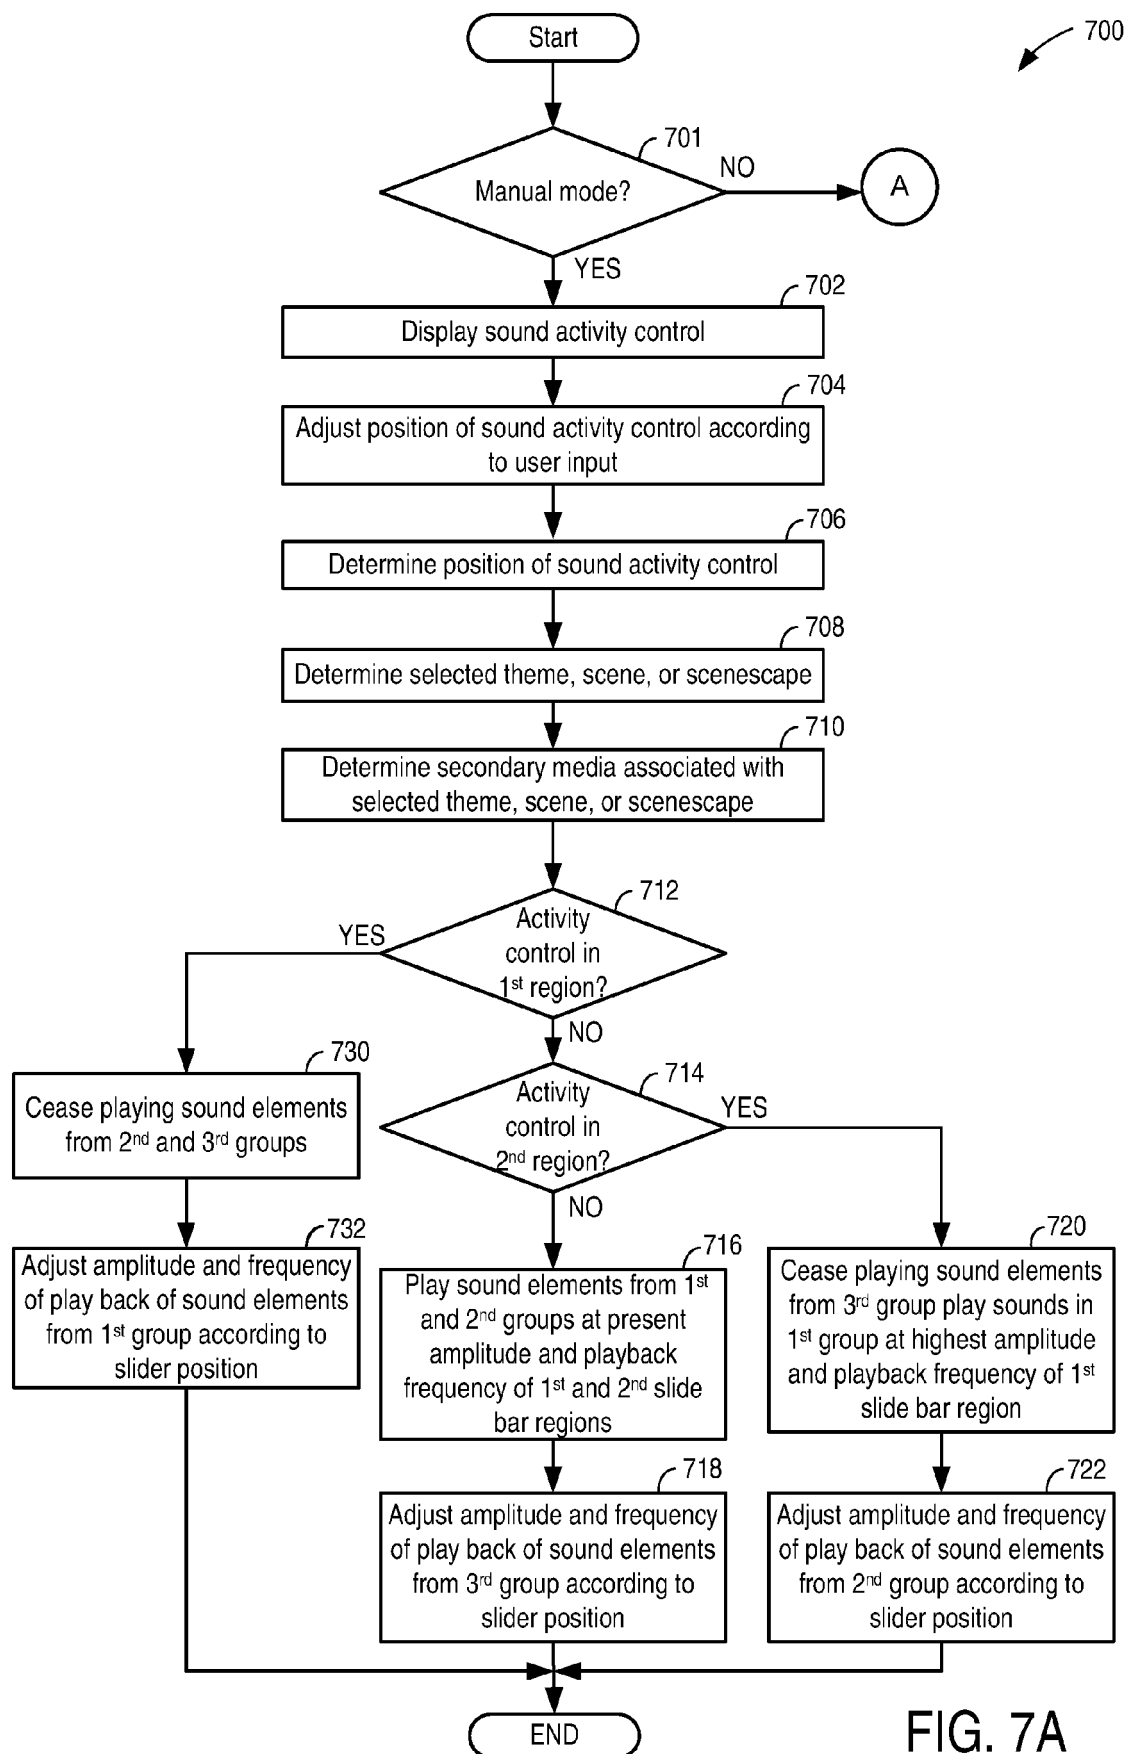 Start
700
701
Manual mode?
NO
A
YES
702
Display sound activity control
704
Adjust position of sound activity control according
to user input
706
Determine position of sound activity control
708
Determine selected theme, scene, or scenescape
710
Determine secondary media associated with
selected theme, scene, or scenescape
712
Activity
control in
1st region?
YES
NO
730
Cease playing sound elements
from 2nd and 3rd groups
714
Activity
control in
2nd region?
YES
NO
732
Adjust amplitude and frequency
of play back of sound elements
from 1st group according to
slider position
716
Play sound elements from 1st
and 2nd groups at present
amplitude and playback
frequency of 1st and 2nd slide
bar regions
720
Cease playing sound elements
from 3rd group play sounds in
1st group at highest amplitude
and playback frequency of 1st
slide bar region
718
Adjust amplitude and frequency
of play back of sound elements
from 3rd group according to
slider position
722
Adjust amplitude and frequency
of play back of sound elements
from 2nd group according to
slider position
END
FIG. 7A